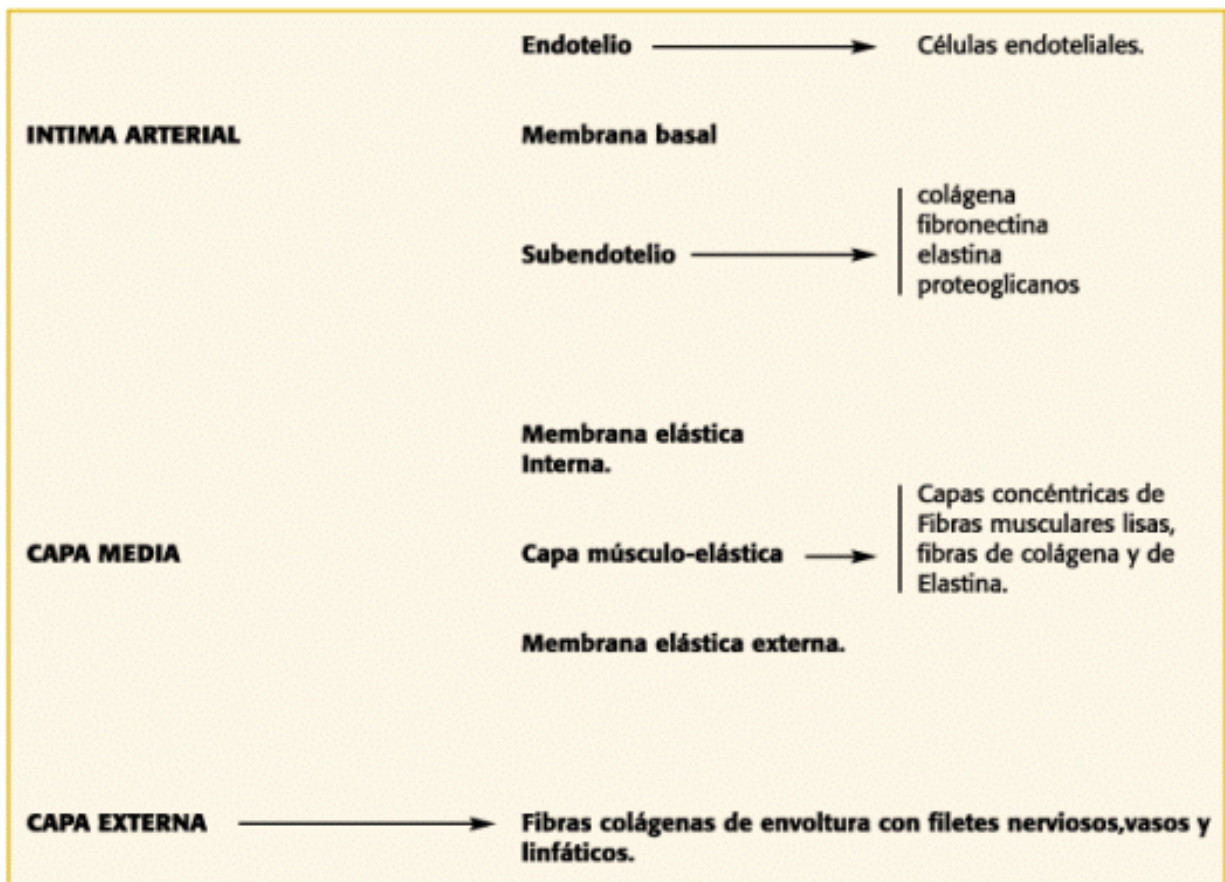 Endotelio Células endoteliales.
INTIMA ARTERIAL Membrana basal
colágena
fibronectina
Subendotelio elastina
proteoglicanos
Membrana elástica
Interna.
Capas concéntricas de
Fibras musculares lisas,
CAPA MEDIA Capa músculo-elástica fibras de colágena y de
Elastina.
Membrana elástica externa.
CAPA EXTERNA Fibras colágenas de envoltura con filetes nerviosos,vasos y
linfáticos.